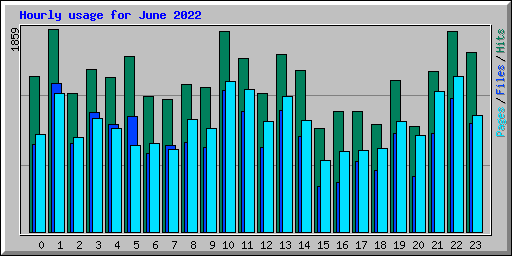 Hourly usage for June 2022
1859
Pages/Files/Hits
0 1 2 3 4 5 6 7 8 9 10 11 12 13 14 15 16 17 18 19 20 21 22 23